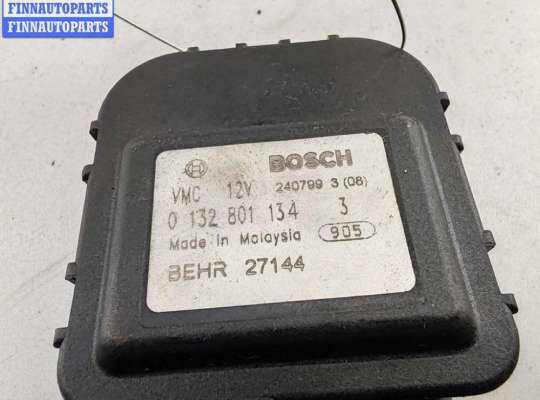 FINNAUTOPARTS
FINNAUTOPARTS
BOSCH
VMC 12V 240799 3 (08)
0 132 801 134 3
Made in Malaysia 905
BEHR 27144